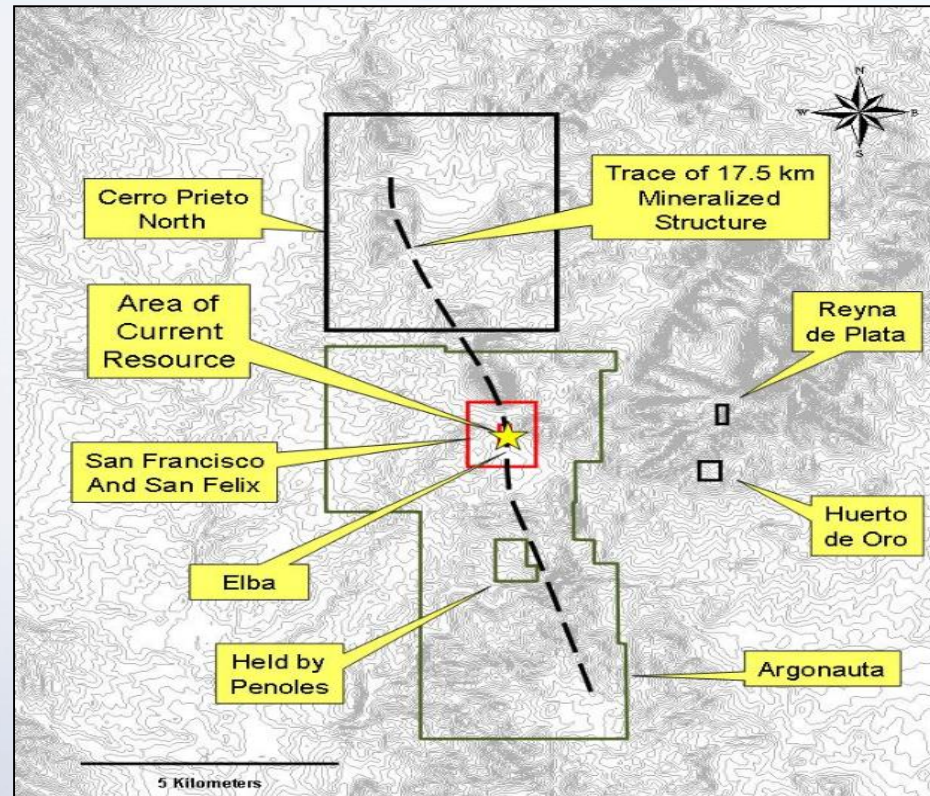 N
W
E
S
Cerro Prieto
North
Trace of 17.5 km
Mineralized
Structure
Area of
Current
Resource
Reyna
de Plata
San Francisco
And San Felix
Huerto
de Oro
Elba
Held by
Penoles
Argonauta
5 Kilometers